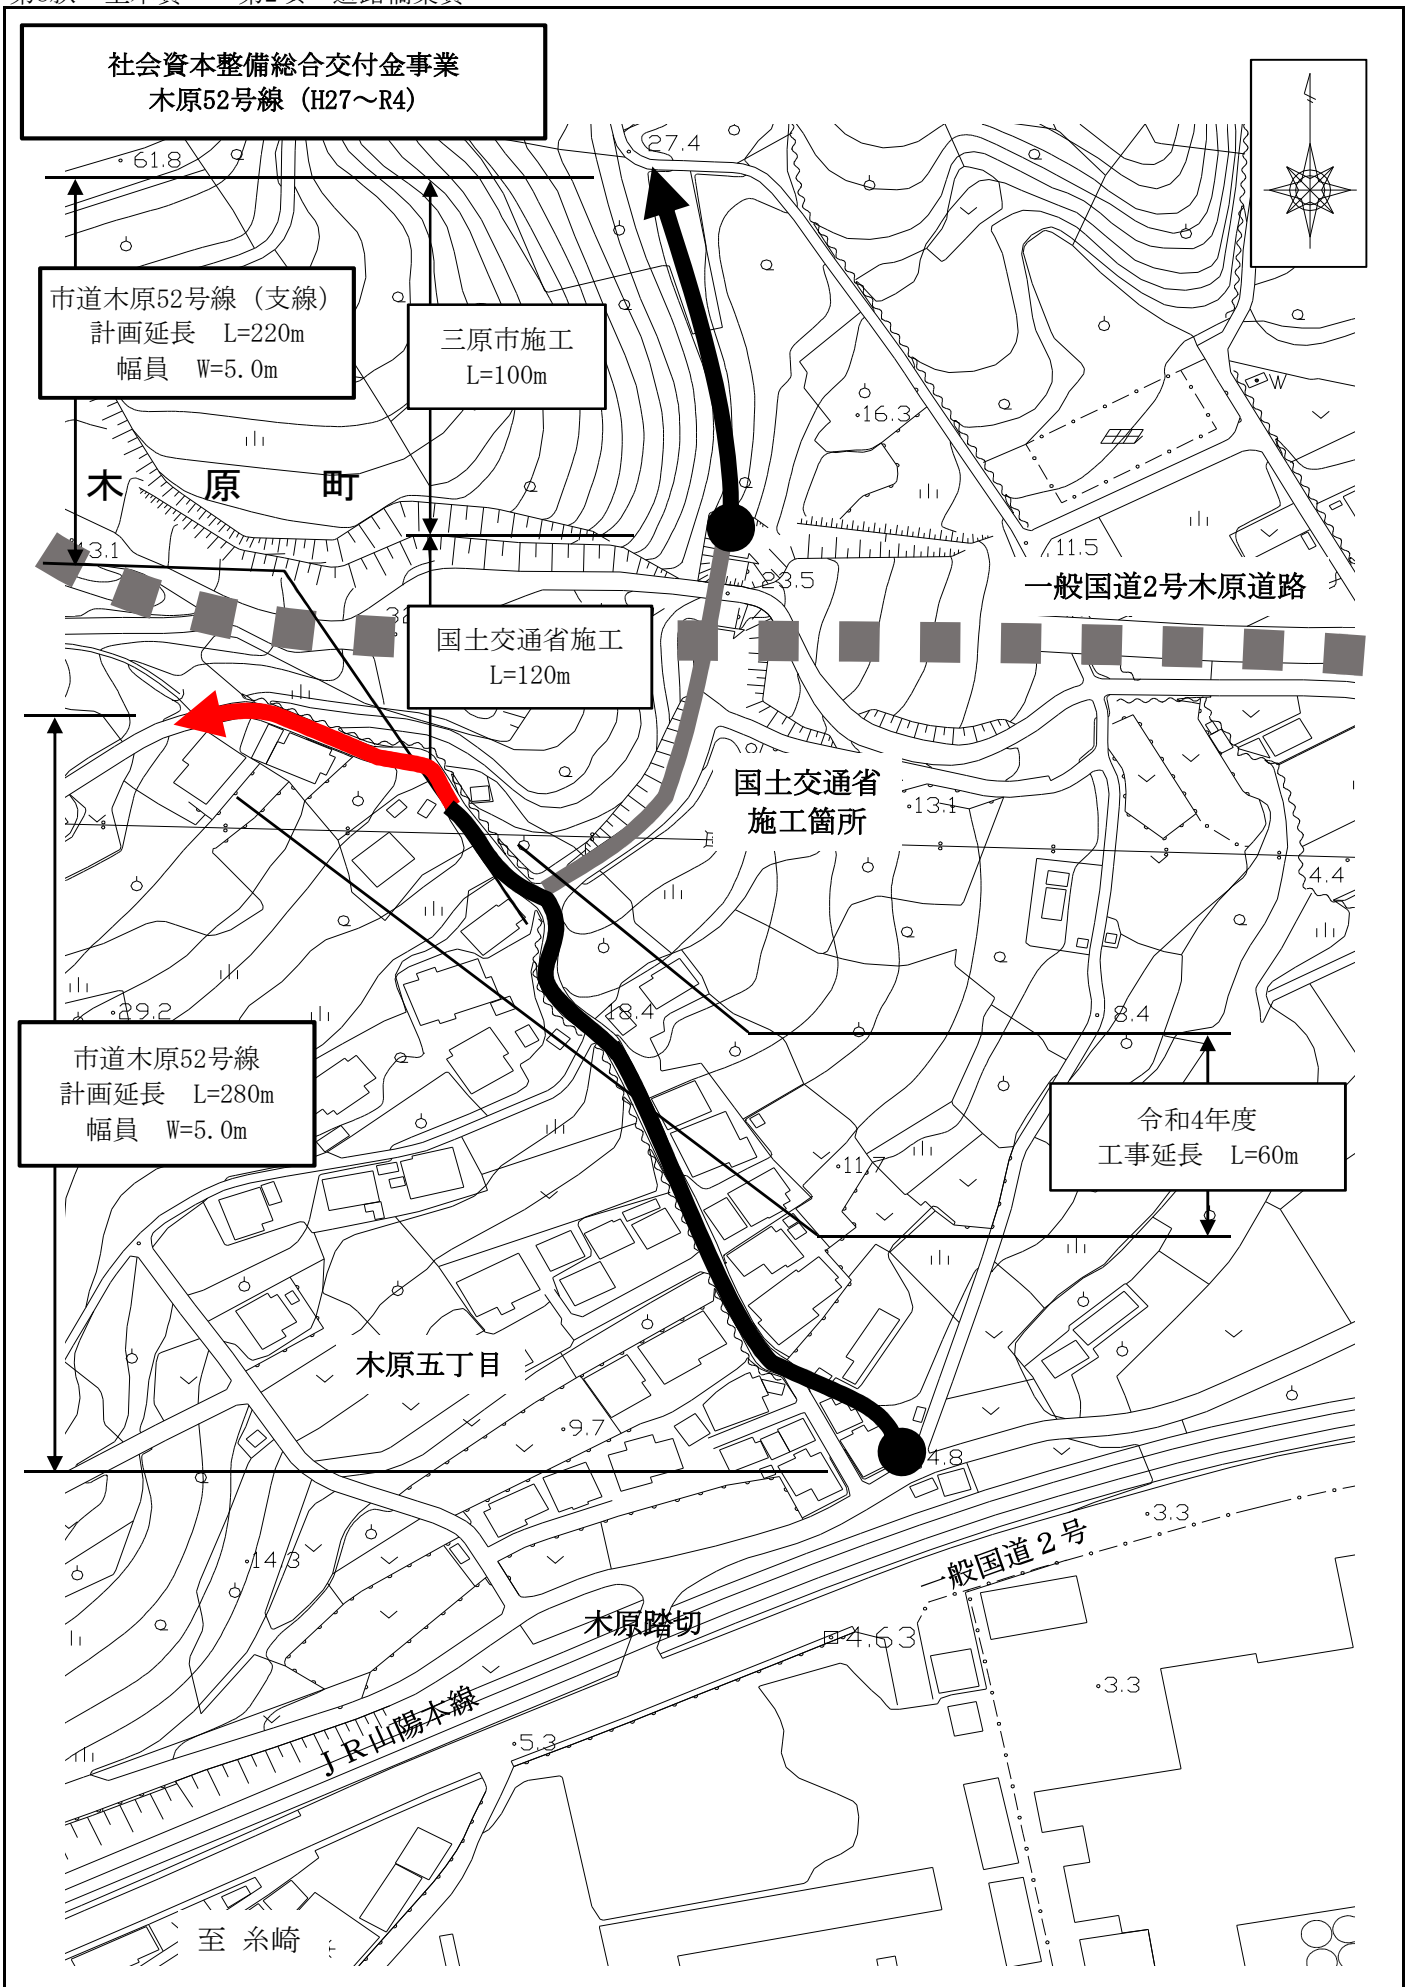 社会資本整備総合交付金事業
木原52号線（H27～R4）
61.8
27.4
市道木原52号線（支線）
計画延長　L=220m
幅員　W=5.0m
三原市施工
L=100m
16.3
W
木　原　町
43.1
11.5
23.5
一般国道2号木原道路
国土交通省施工
L=120m
国土交通省
施工箇所
13.1
4.4
29.2
18.4
8.4
市道木原52号線
計画延長　L=280m
幅員　W=5.0m
令和4年度
工事延長　L=60m
11.7
木原五丁目
9.7
4.8
3.3
14.3
一般国道２号
木原踏切
4.63
3.3
ＪＲ山陽本線
5.3
至 糸崎